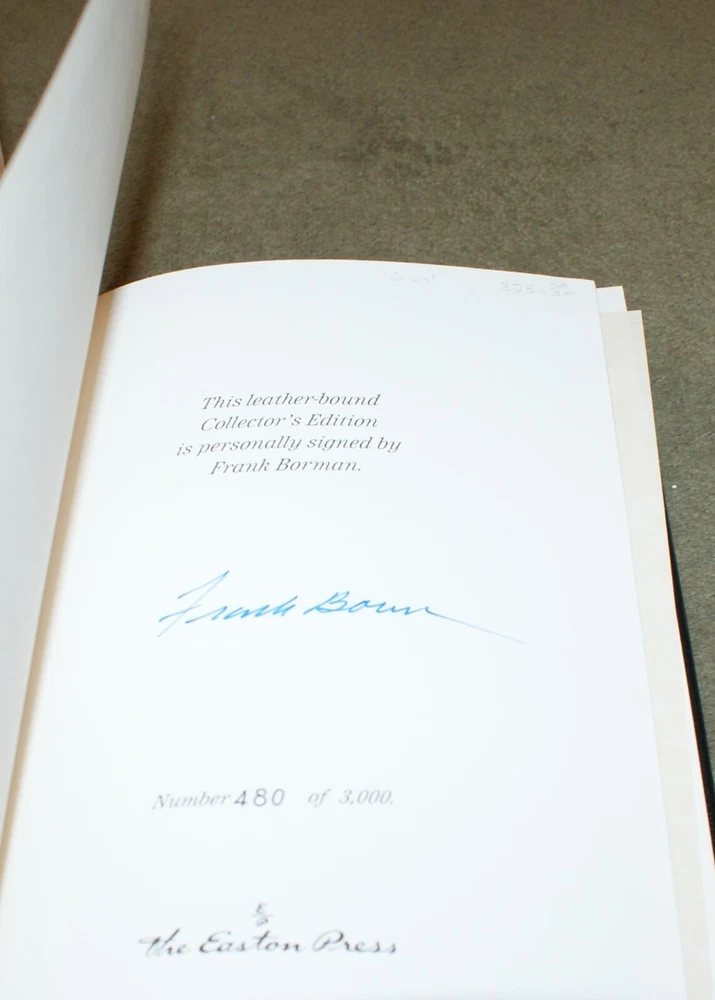 This leather-bound
Collector's Edition
is personally signed by
Frank Borman.
Frank Borman
Number 480 of 3,000.
the Easton Press